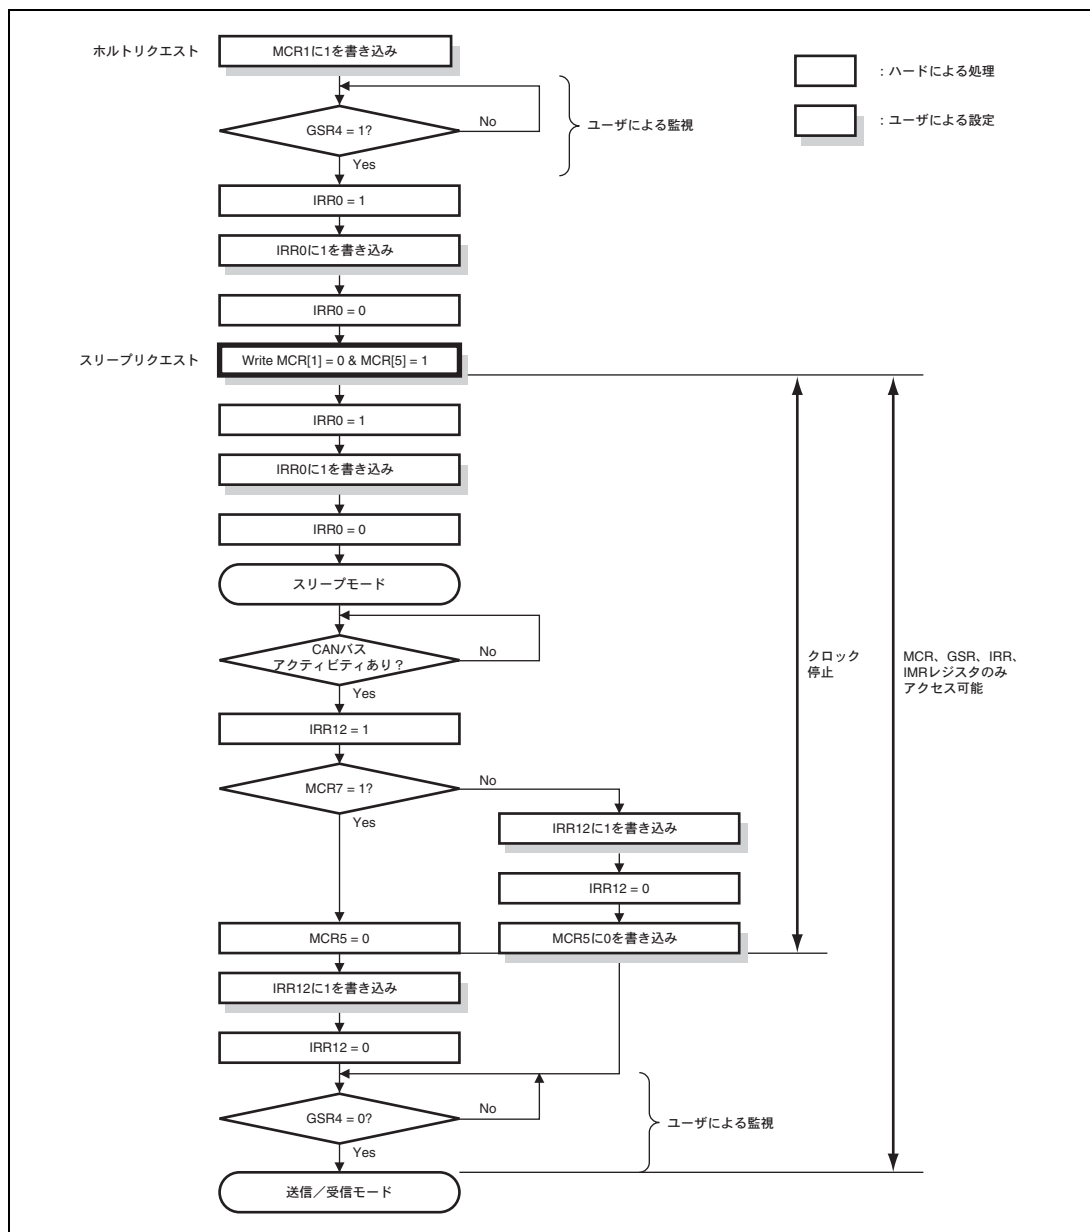 ホルトリクエスト
MCR1に1を書き込み
：ハードによる処理
：ユーザによる設定
GSR4 = 1?
No
Yes
ユーザによる監視
IRR0 = 1
IRR0に1を書き込み
IRR0 = 0
スリープリクエスト
Write MCR[1] = 0 & MCR[5] = 1
IRR0 = 1
IRR0に1を書き込み
IRR0 = 0
スリープモード
CANバス
アクティビティあり？
No
Yes
クロック
停止
MCR、GSR、IRR、
IMRレジスタのみ
アクセス可能
IRR12 = 1
MCR7 = 1?
No
Yes
IRR12に1を書き込み
IRR12 = 0
MCR5 = 0
MCR5に0を書き込み
IRR12に1を書き込み
IRR12 = 0
GSR4 = 0?
No
Yes
ユーザによる監視
送信／受信モード